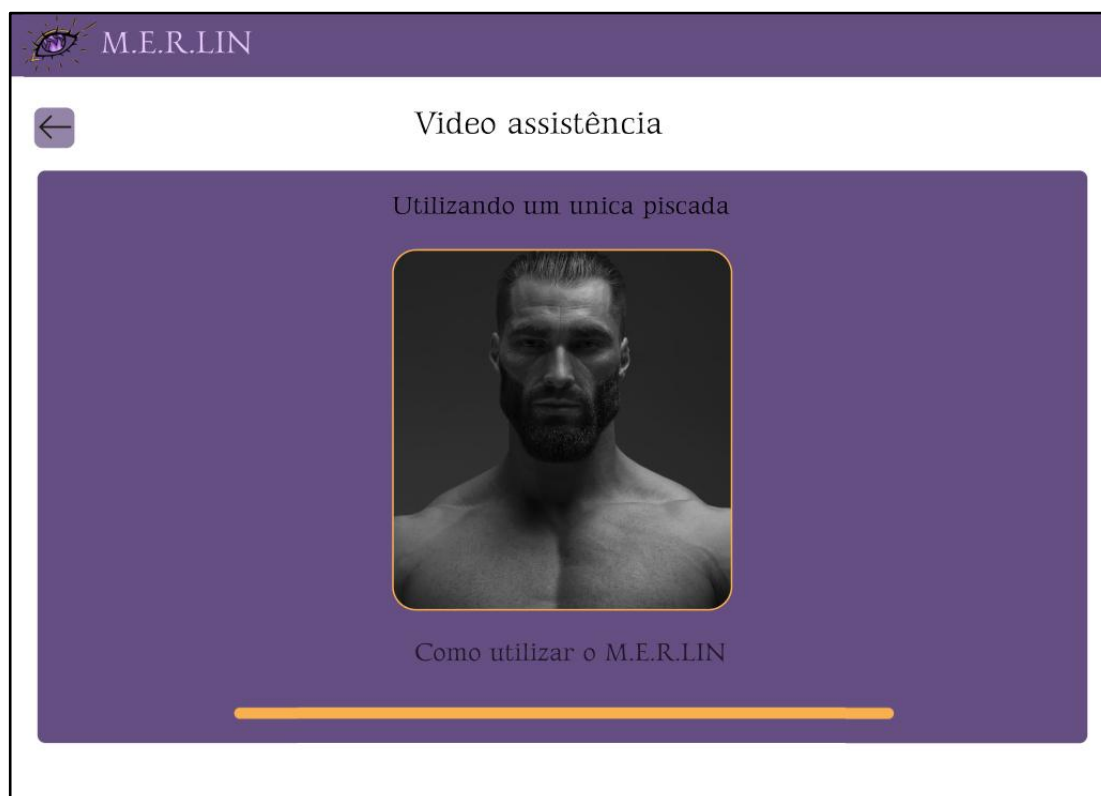 M.E.R.LIN
Video assistência
Utilizando um unica piscada
Como utilizar o M.E.R.LIN